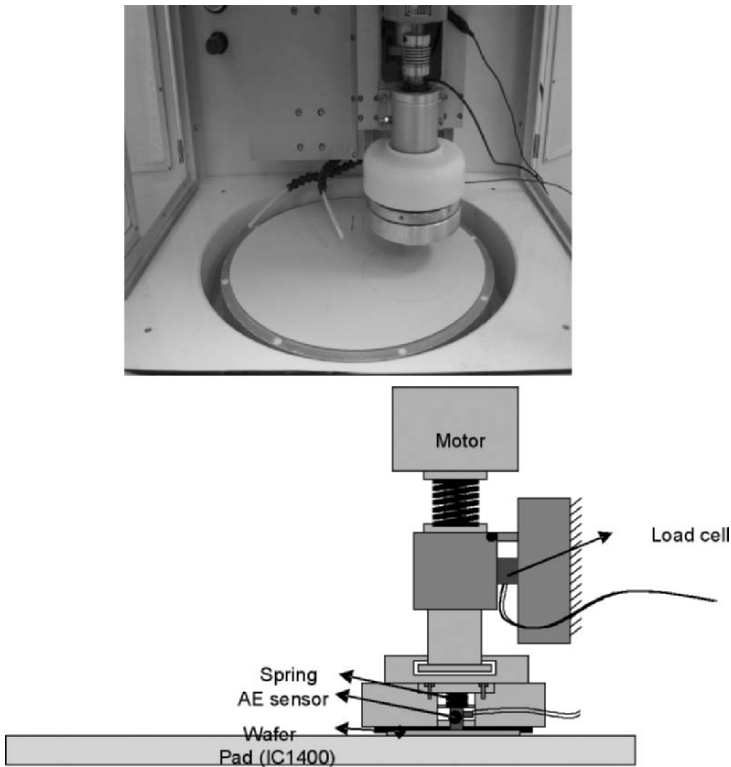 Motor
Load cell
Spring
AE sensor
Wafer
Pad (IC1400)